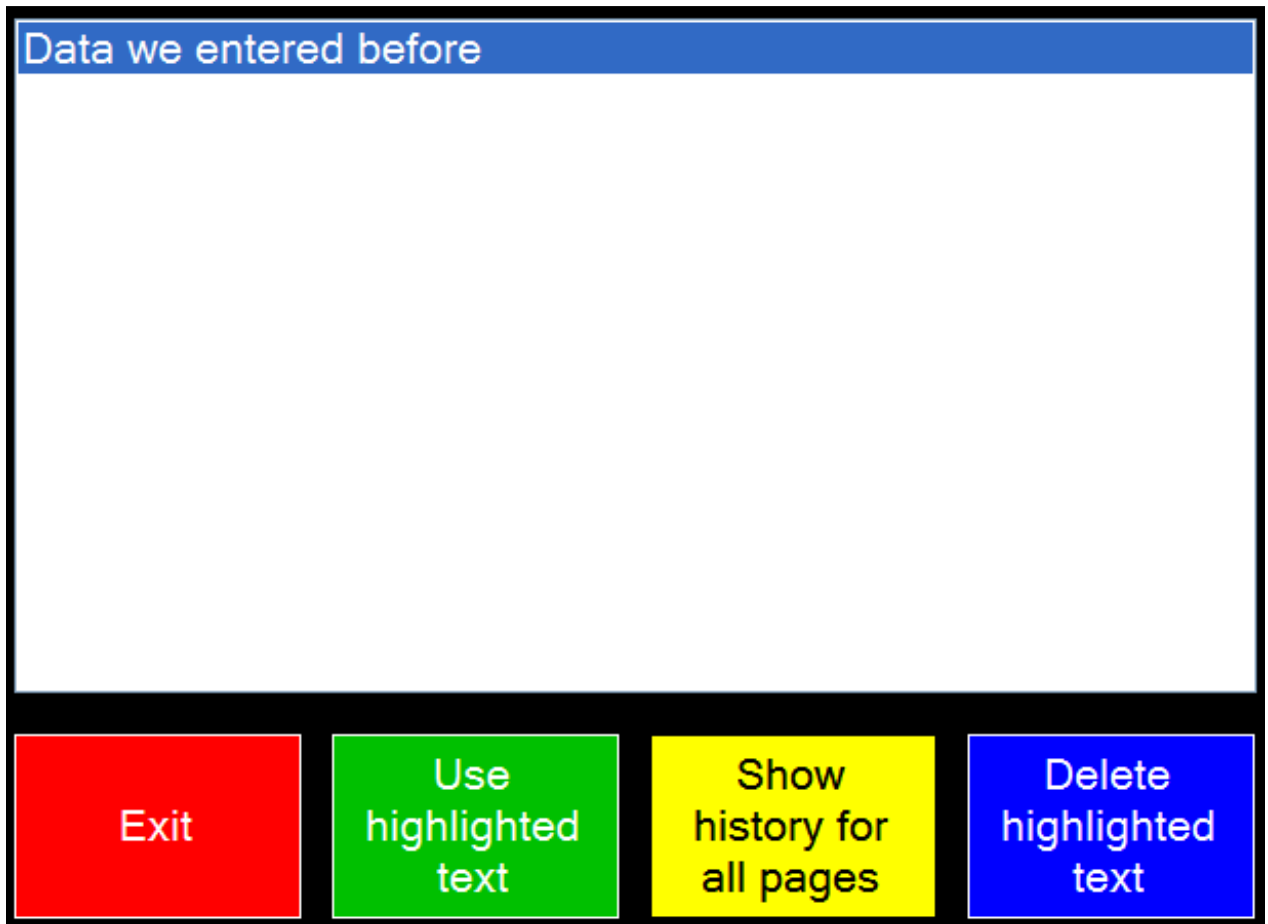 Data we entered before
Exit
Use
highlighted
text
Show
history for
all pages
Delete
highlighted
text